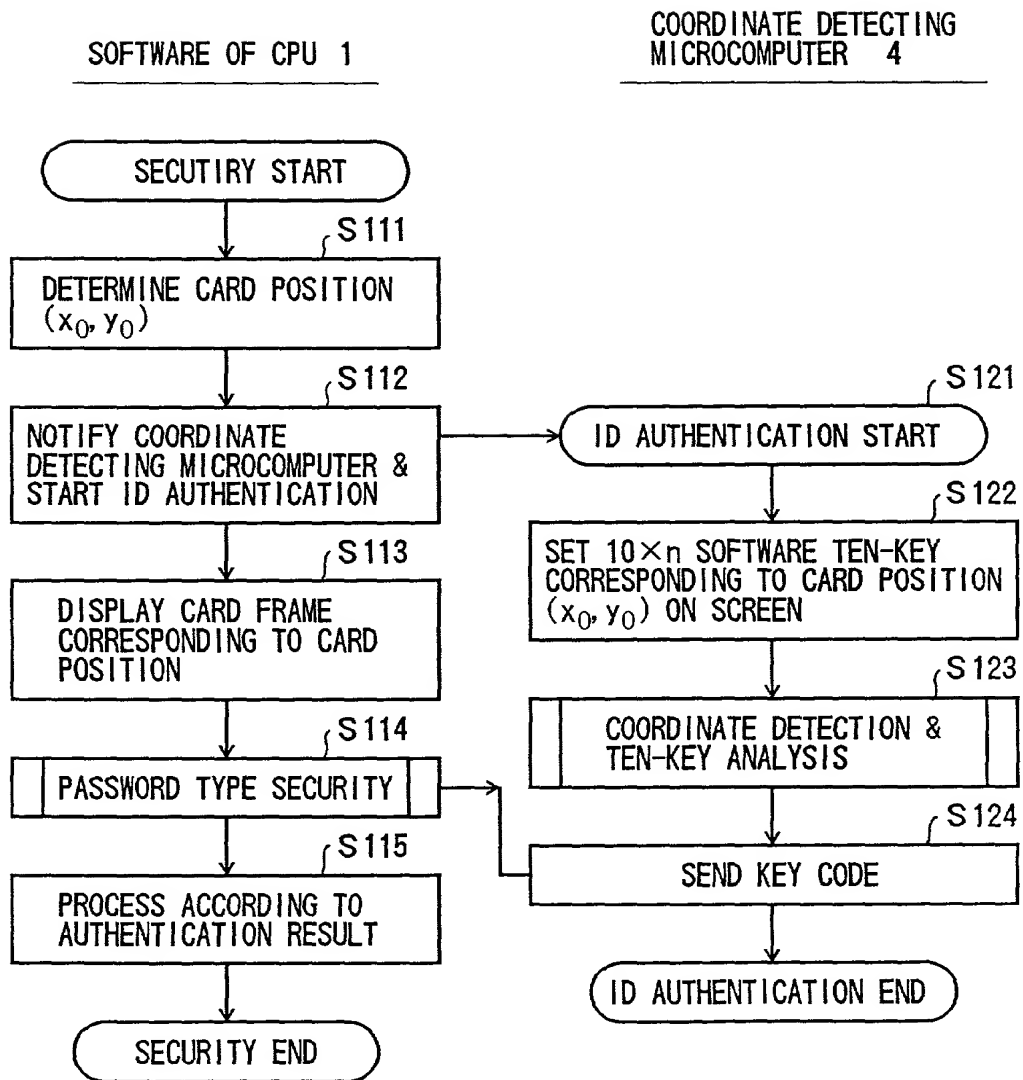 SOFTWARE OF CPU 1
SECUTIRY START
S111
DETERMINE CARD POSITION
(x₀, y₀)
S112
NOTIFY COORDINATE
DETECTING MICROCOMPUTER &
START ID AUTHENTICATION
S113
DISPLAY CARD FRAME
CORRESPONDING TO CARD
POSITION
S114
PASSWORD TYPE SECURITY
S115
PROCESS ACCORDING TO
AUTHENTICATION RESULT
SECURITY END
COORDINATE DETECTING
MICROCOMPUTER 4
S121
ID AUTHENTICATION START
S122
SET 10×n SOFTWARE TEN-KEY
CORRESPONDING TO CARD POSITION
(x₀, y₀) ON SCREEN
S123
COORDINATE DETECTION &
TEN-KEY ANALYSIS
S124
SEND KEY CODE
ID AUTHENTICATION END